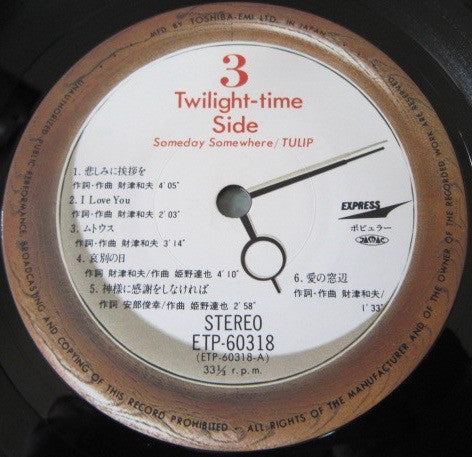 MFD BY TOSHIBA-EMI LTD. IN JAPAN
3
Twilight-time
Side
Someday Somewhere/TULIP
1. 悲しみに挨拶を
作詞・作曲 財津和夫 4′05″
2. I Love You
作詞・作曲 財津和夫 2′03″
3. ムトウス
作詞・作曲 財津和夫 3′14″
4. 哀別の日
作詞 財津和夫/作曲 姫野達也 4′10″
5. 神様に感謝をしなければ
作詞 安部俊幸/作曲 姫野達也 2′58″
EXPRESS
ポピュラー
6. 愛の窓辺
作詞・作曲 財津和夫/
1′33″
STEREO
ETP-60318
(ETP-60318-A)
33⅓ r.p.m.
UNAUTHORIZED PUBLIC PERFORMANCE BROADCASTING AND COPYING OF THIS RECORD PROHIBITED • ALL RIGHTS OF THE MANUFACTURER AND OF THE OWNER OF THE RECORDED WORK ARE RESERVED